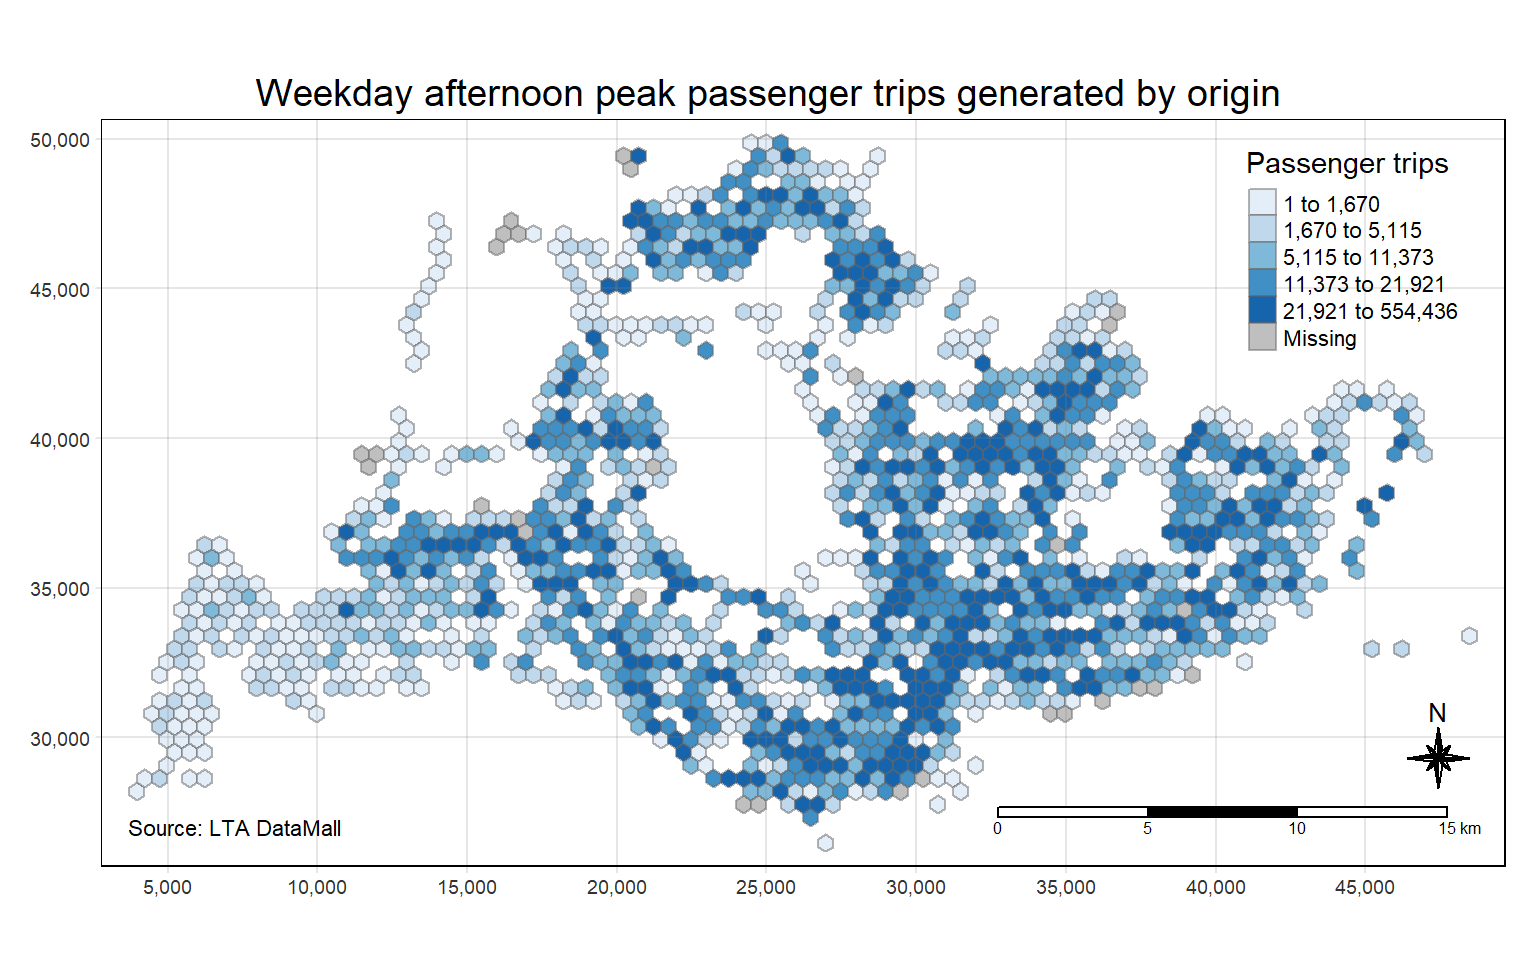 Weekday afternoon peak passenger trips generated by origin
50,000
45,000
40,000
35,000
30,000
Passenger trips
1 to 1,670
1,670 to 5,115
5,115 to 11,373
11,373 to 21,921
21,921 to 554,436
Missing
N
0 5 10 15 km
Source: LTA DataMall
5,000 10,000 15,000 20,000 25,000 30,000 35,000 40,000 45,000